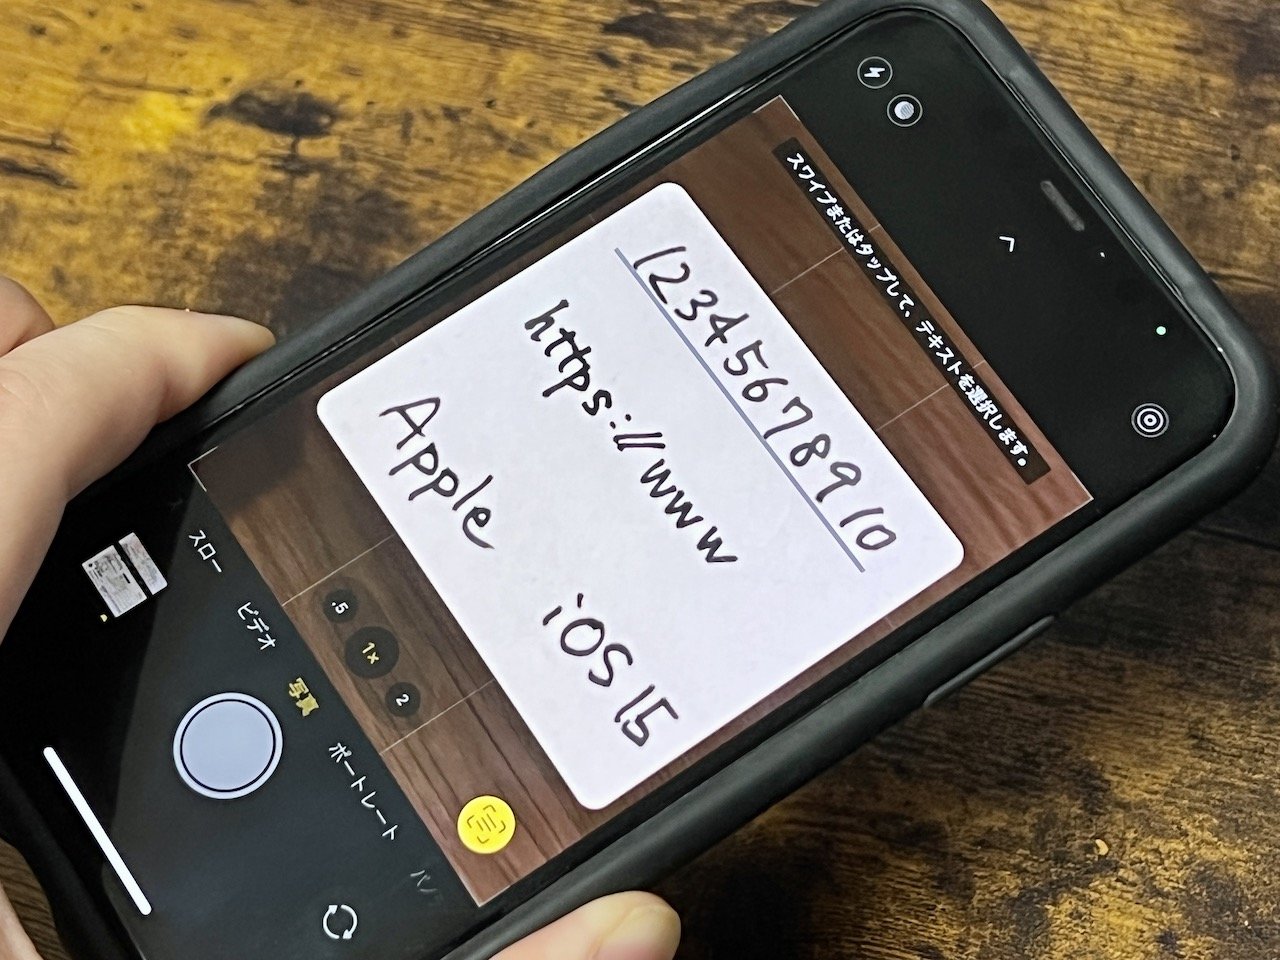 スワイプまたはタップして、テキストを選択します。
12345678910
https://www
Apple iOS15
.5 1x 2
スロー ビデオ 写真 ポートレート パノ